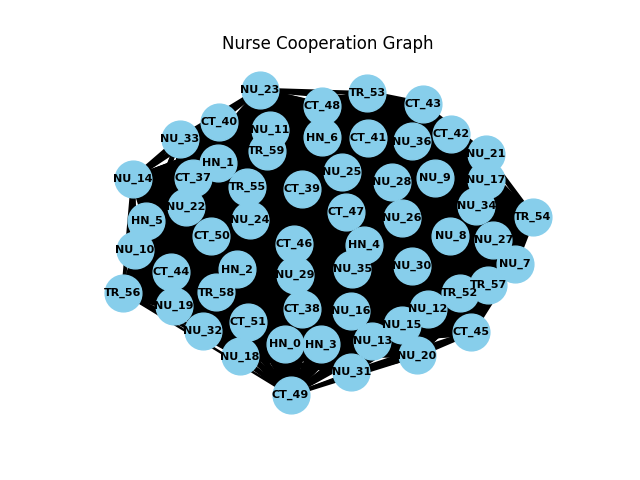 Nurse Cooperation Graph
NU_23
TR_53
CT_48
CT_43
CT_40
NU_11
HN_6
CT_41
CT_42
NU_33
NU_36
TR_59
NU_21
HN_1
NU_25
NU_14
CT_37
NU_28
NU_9
NU_17
TR_55
CT_39
NU_22
NU_34
CT_47
HN_5
NU_24
NU_26
TR_54
CT_50
NU_8
NU_27
CT_46
HN_4
NU_10
NU_7
CT_44
HN_2
NU_29
NU_35
NU_30
TR_57
TR_56
TR_58
TR_52
NU_19
CT_38
NU_16
NU_12
CT_51
NU_15
NU_32
CT_45
HN_0
HN_3
NU_13
NU_18
NU_20
NU_31
CT_49